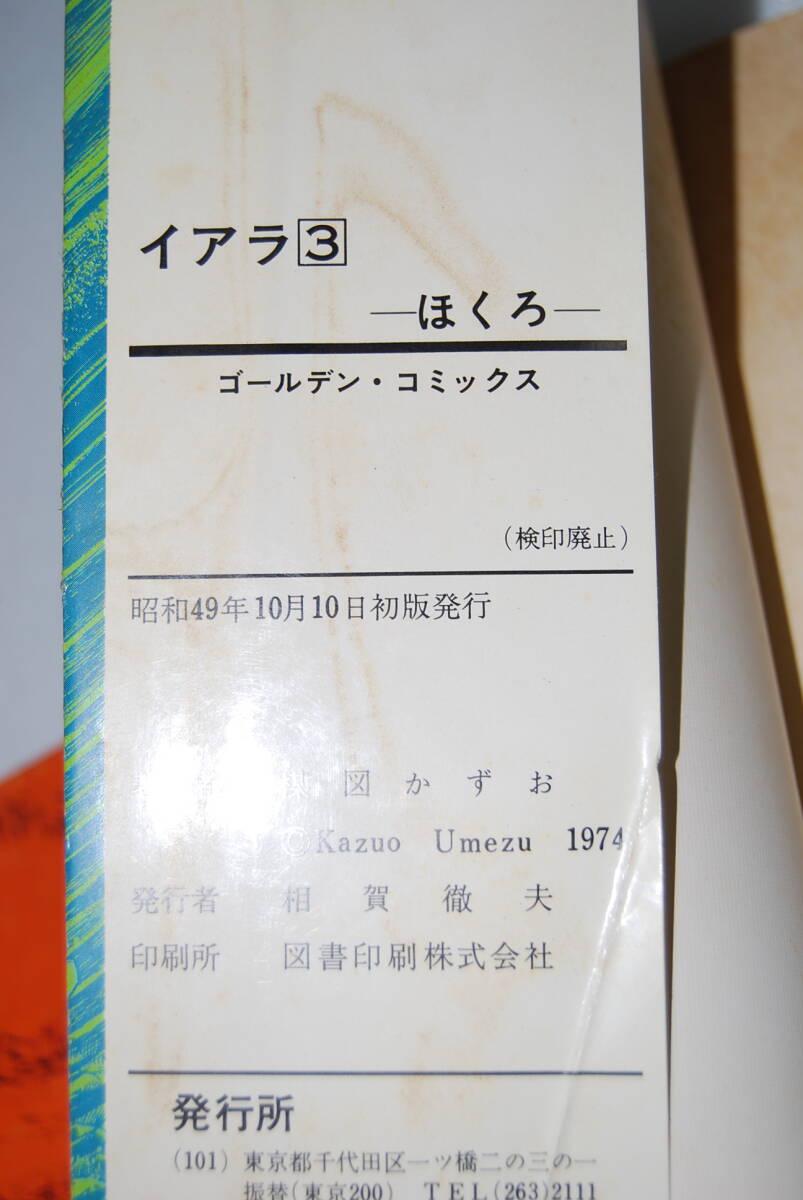 イアラ3
—ほくろ—
ゴールデン・コミックス
(検印廃止)
昭和49年10月10日初版発行
図かずお
©Kazuo Umezu 1974
発行者 相賀徹夫
印刷所 図書印刷株式会社
発行所
(101) 東京都千代田区一ツ橋二の三の一
振替(東京200) TEL(263)2111